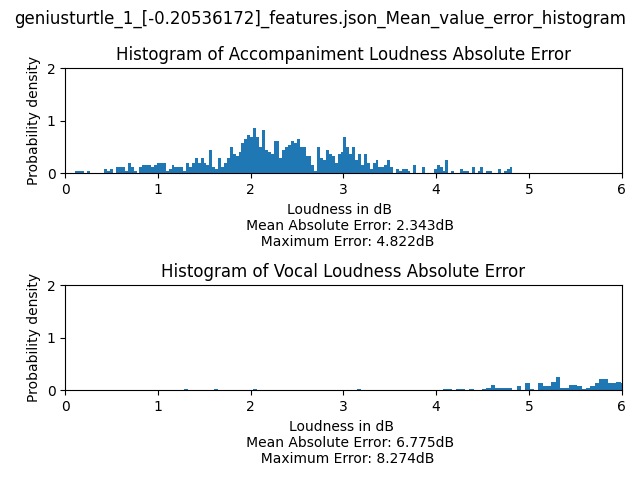 geniusturtle_1_[-0.20536172]_features.json_Mean_value_error_histogram
Histogram of Accompaniment Loudness Absolute Error
Probability density
2
1
0
0 1 2 3 4 5 6
Loudness in dB
Mean Absolute Error: 2.343dB
Maximum Error: 4.822dB
Histogram of Vocal Loudness Absolute Error
Probability density
2
1
0
0 1 2 3 4 5 6
Loudness in dB
Mean Absolute Error: 6.775dB
Maximum Error: 8.274dB